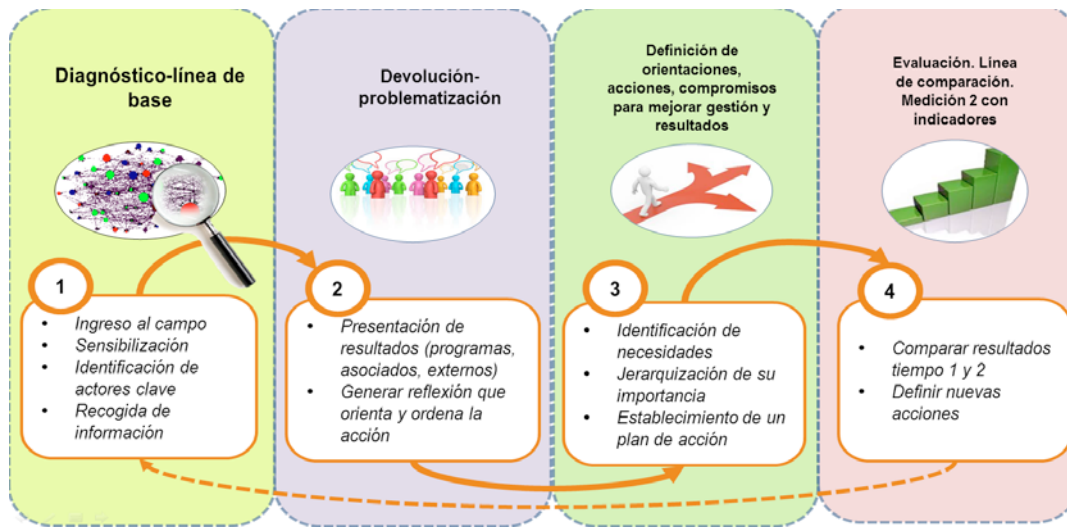 Diagnóstico-línea de
base
1
• Ingreso al campo
• Sensibilización
• Identificación de
actores clave
• Recogida de
información
Devolución-
problematización
2
• Presentación de
resultados (programas,
asociados, externos)
• Generar reflexión que
orienta y ordena la
acción
Definición de
orientaciones,
acciones, compromisos
para mejorar gestión y
resultados
3
• Identificación de
necesidades
• Jerarquización de su
importancia
• Establecimiento de un
plan de acción
Evaluación. Línea
de comparación.
Medición 2 con
indicadores
4
• Comparar resultados
tiempo 1 y 2
• Definir nuevas
acciones